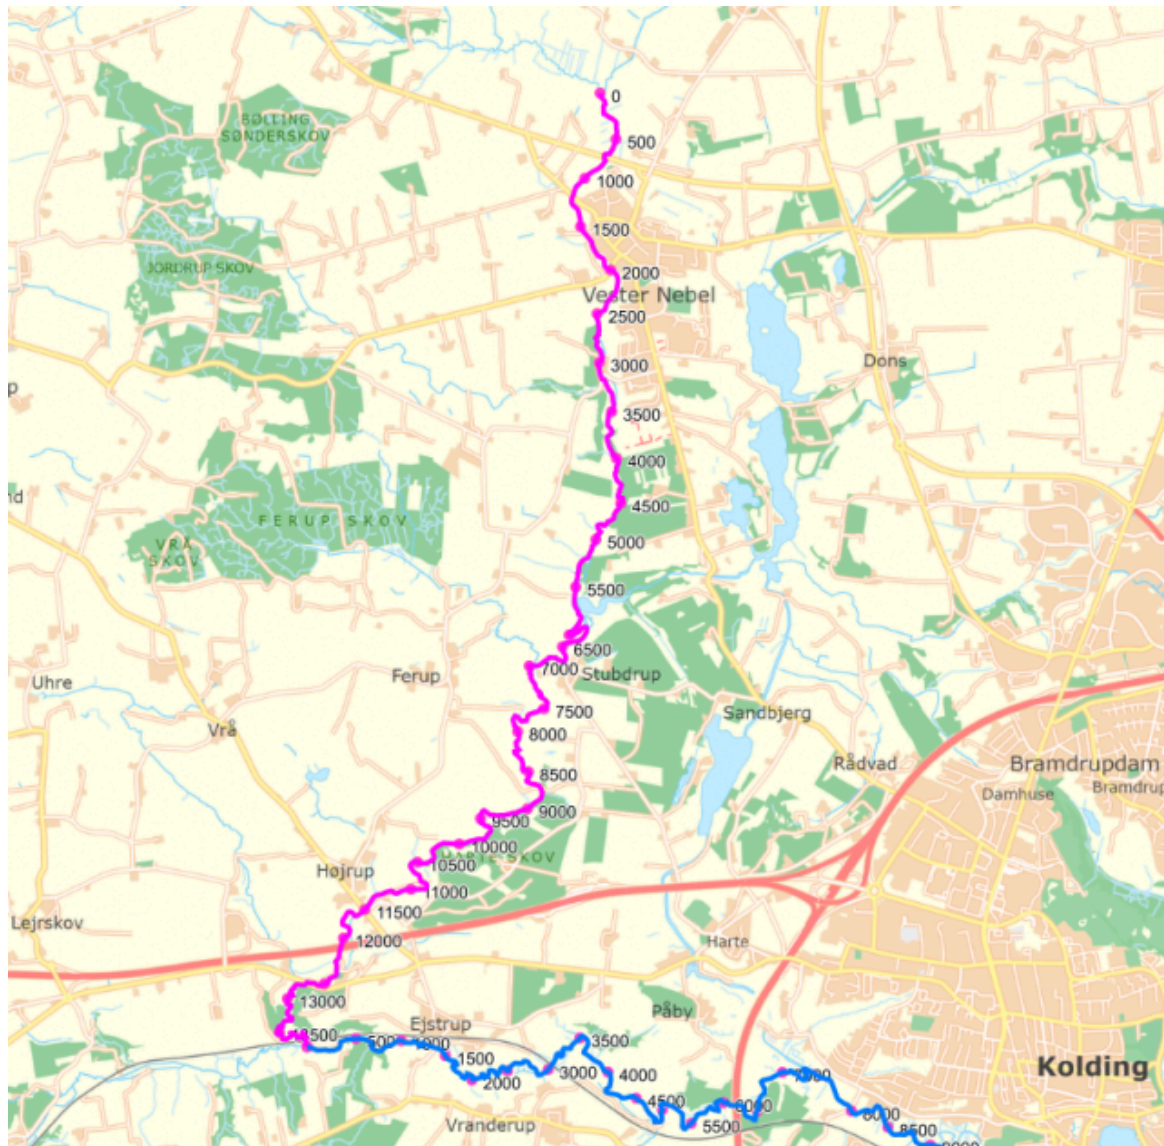 0
BØLLING
SØNDERSKOV
500
1000
1500
JORDRUP SKOV
2000
Vester Nebel
2500
Dons
3000
3500
4000
4500
FERUP SKOV
VRÅ
SKOV
5000
5500
6500
7000
Stubdrup
Ferup
Uhre
7500
Sandbjerg
Vrå
8000
Rådvad
Bramdrupdam
8500
Damhuse
Bramdrup
9000
9500
10000
10500
Højrup
11000
11500
Lejrskov
12000
Harte
13000
Påby
Ejstrup
500
3500
1500
Kolding
3000
4000
2000
4500
5500
Vranderup
8500